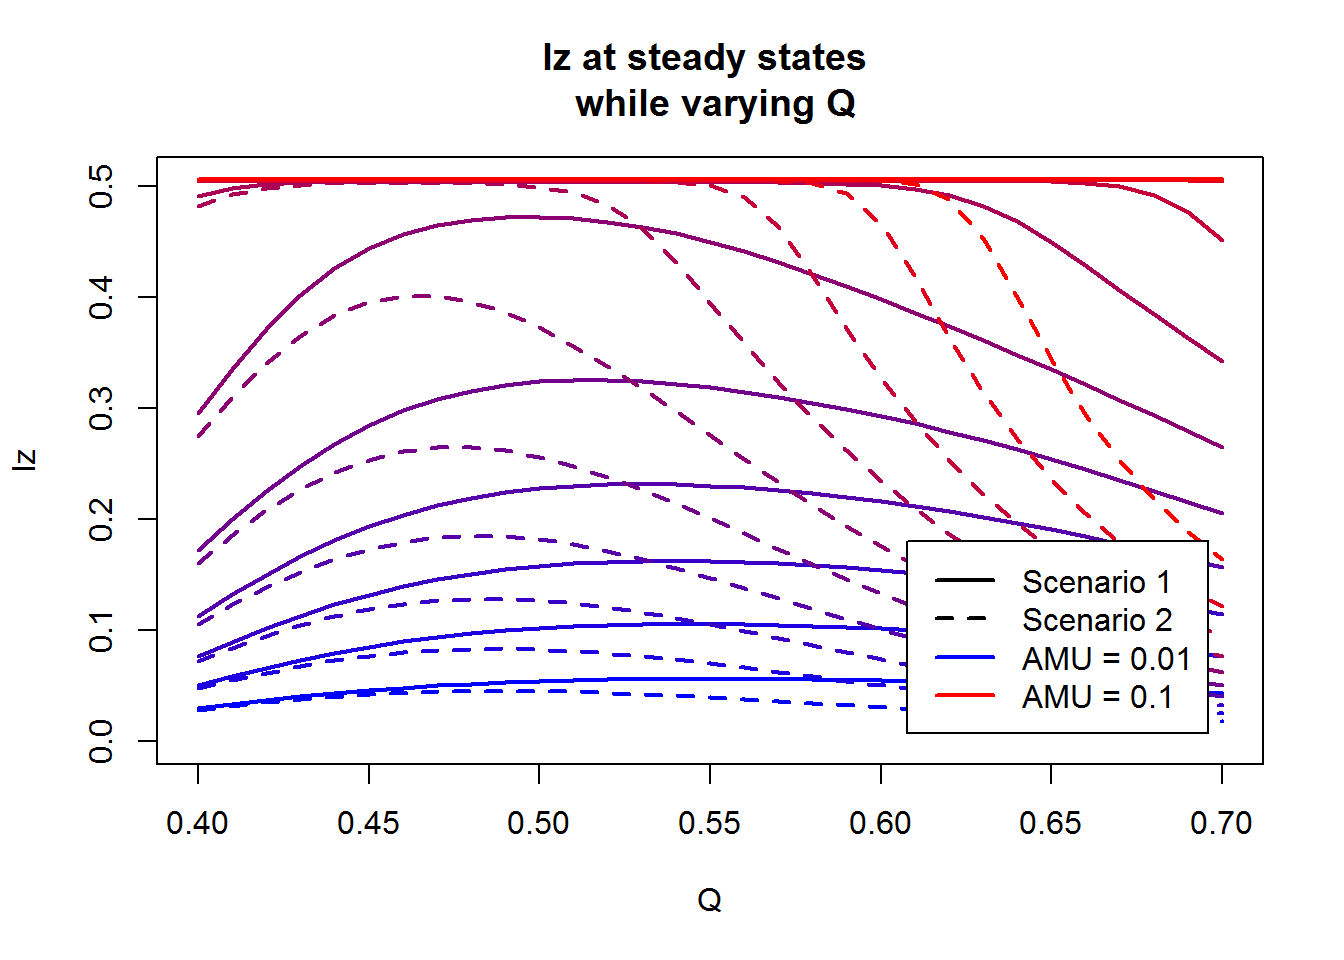 Iz at steady states
while varying Q
Iz
0.5
0.4
0.3
0.2
0.1
0.0
Scenario 1
Scenario 2
AMU = 0.01
AMU = 0.1
0.40 0.45 0.50 0.55 0.60 0.65 0.70
Q